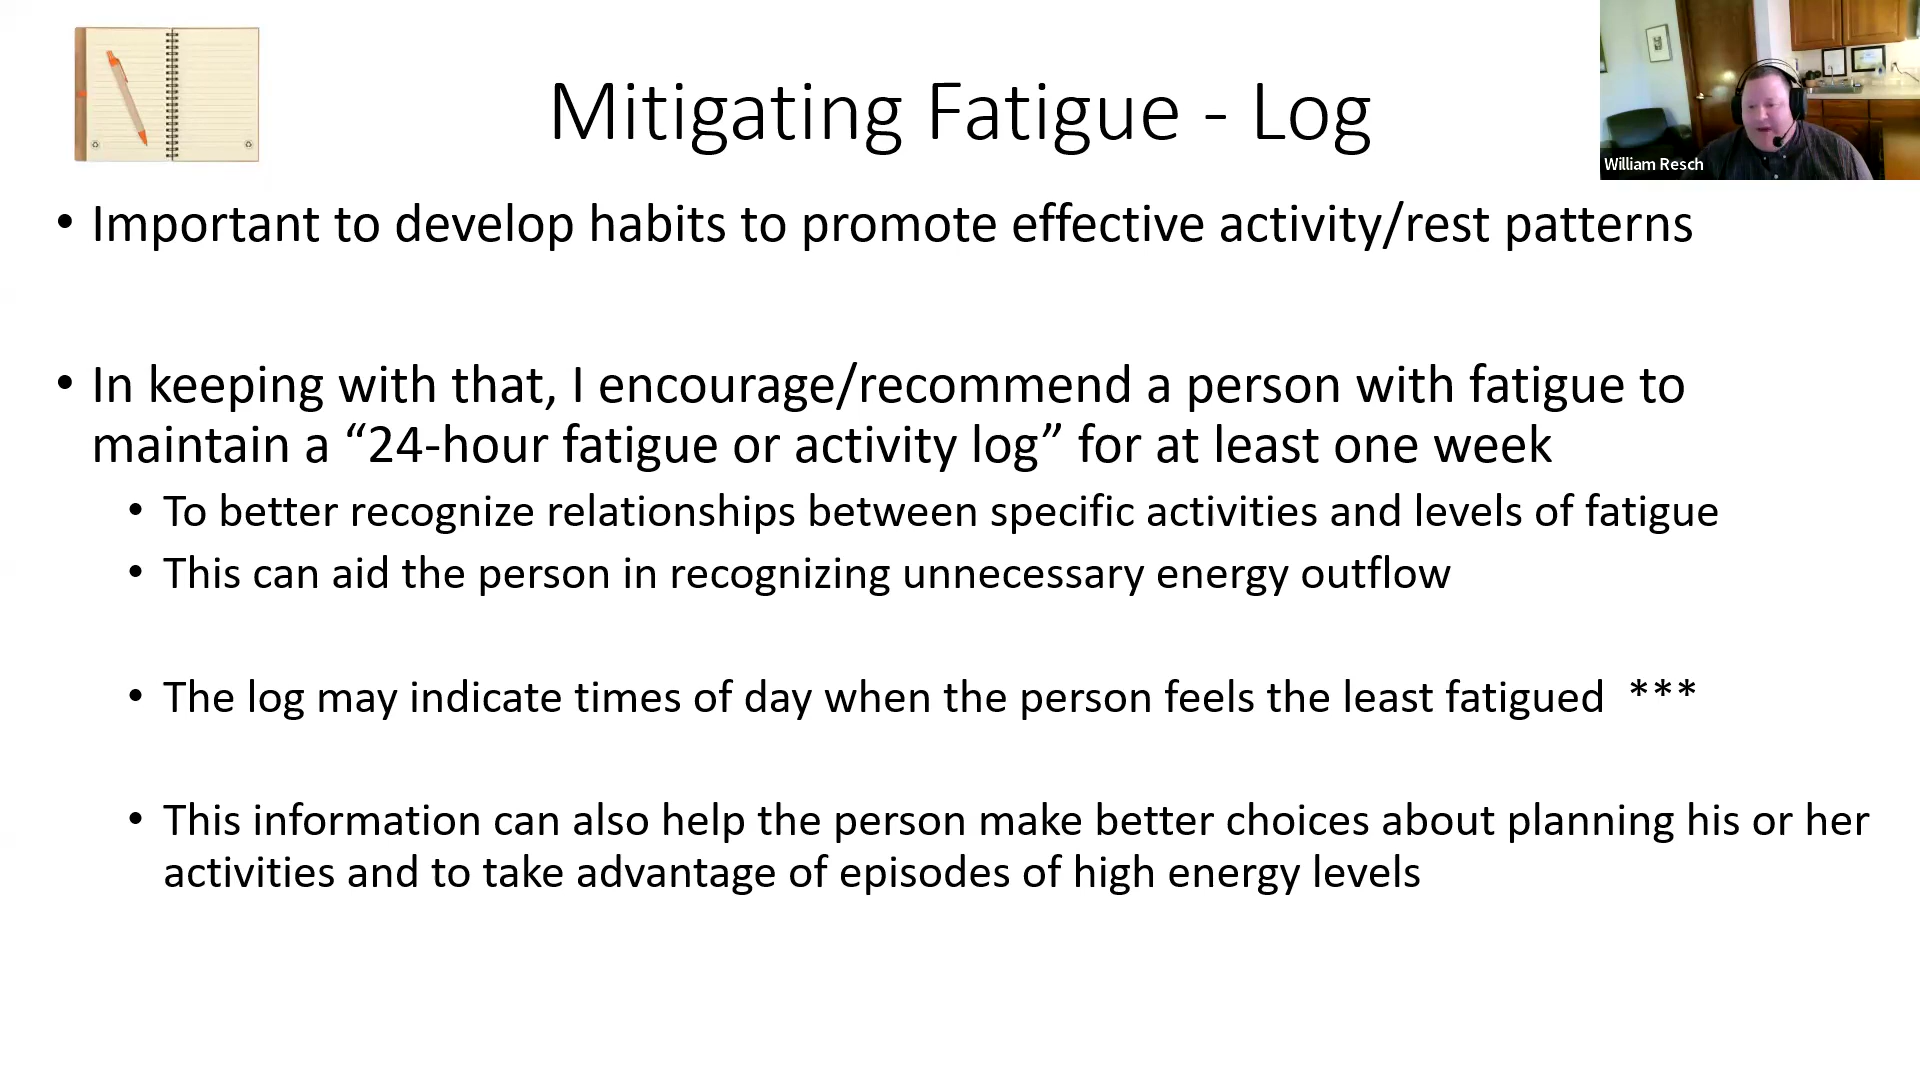 Mitigating Fatigue - Log
William Resch
• Important to develop habits to promote effective activity/rest patterns
• In keeping with that, I encourage/recommend a person with fatigue to
maintain a “24-hour fatigue or activity log” for at least one week
• To better recognize relationships between specific activities and levels of fatigue
• This can aid the person in recognizing unnecessary energy outflow
• The log may indicate times of day when the person feels the least fatigued ***
• This information can also help the person make better choices about planning his or her
activities and to take advantage of episodes of high energy levels